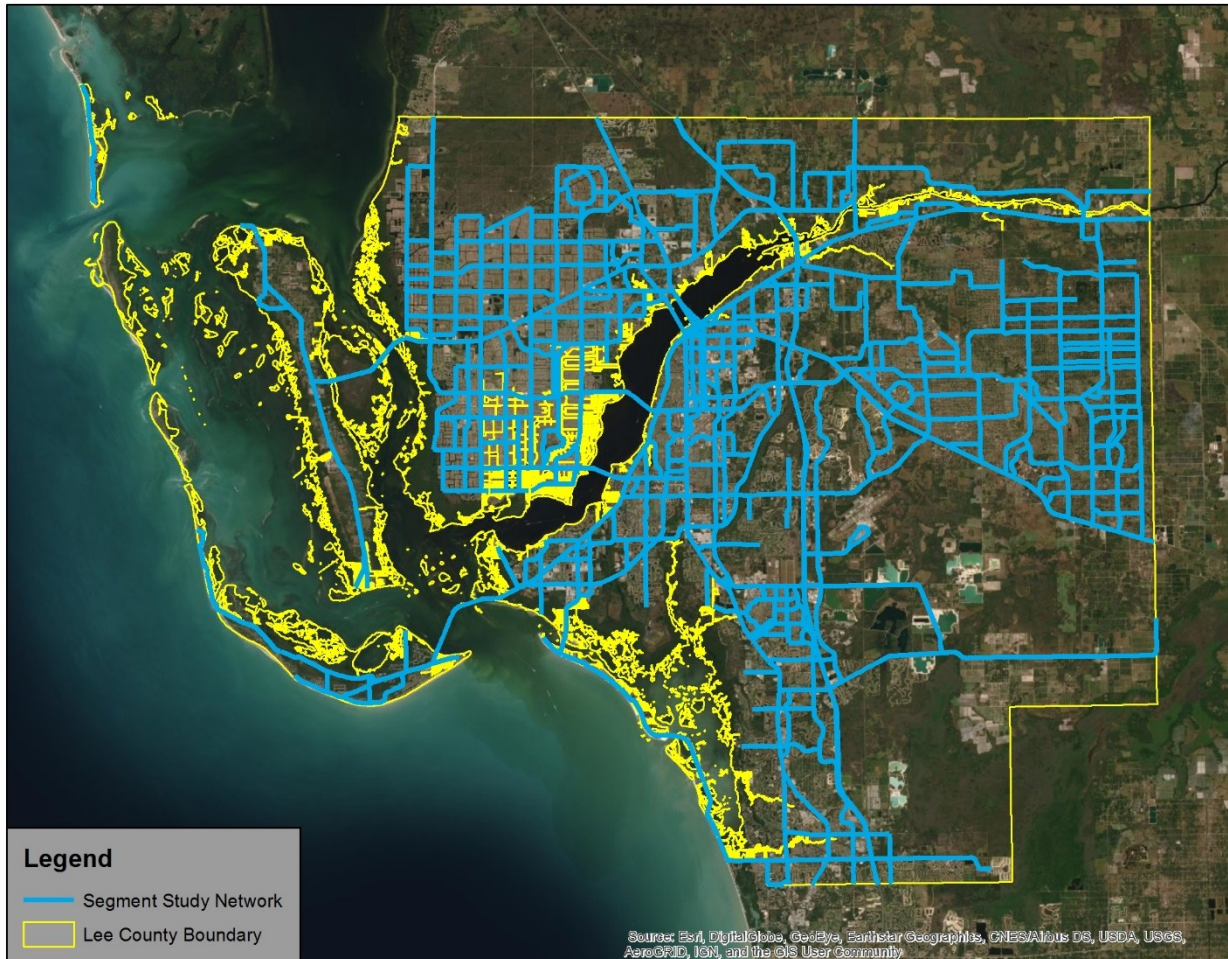 Legend
Segment Study Network
Lee County Boundary
Source: Esri, DigitalGlobe, GeoEye, Earthstar Geographics, CNES/Airbus DS, USDA, USGS,
AeroGRID, IGN, and the GIS User Community